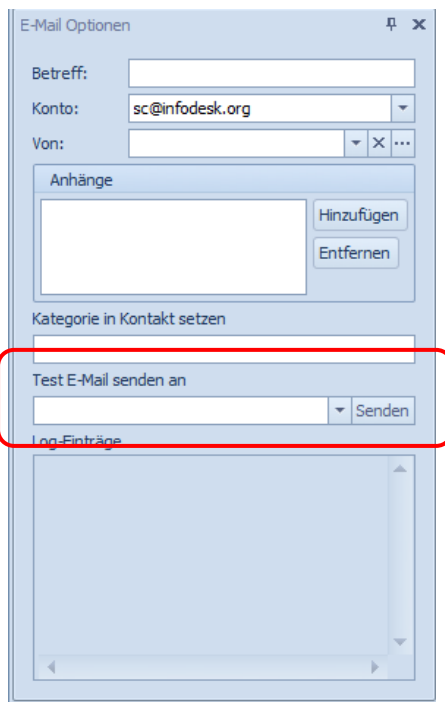 E-Mail Optionen
Betreff:
Konto: sc@infodesk.org
Von:
Anhänge
Hinzufügen
Entfernen
Kategorie in Kontakt setzen
Test E-Mail senden an
Senden
Log-Einträge